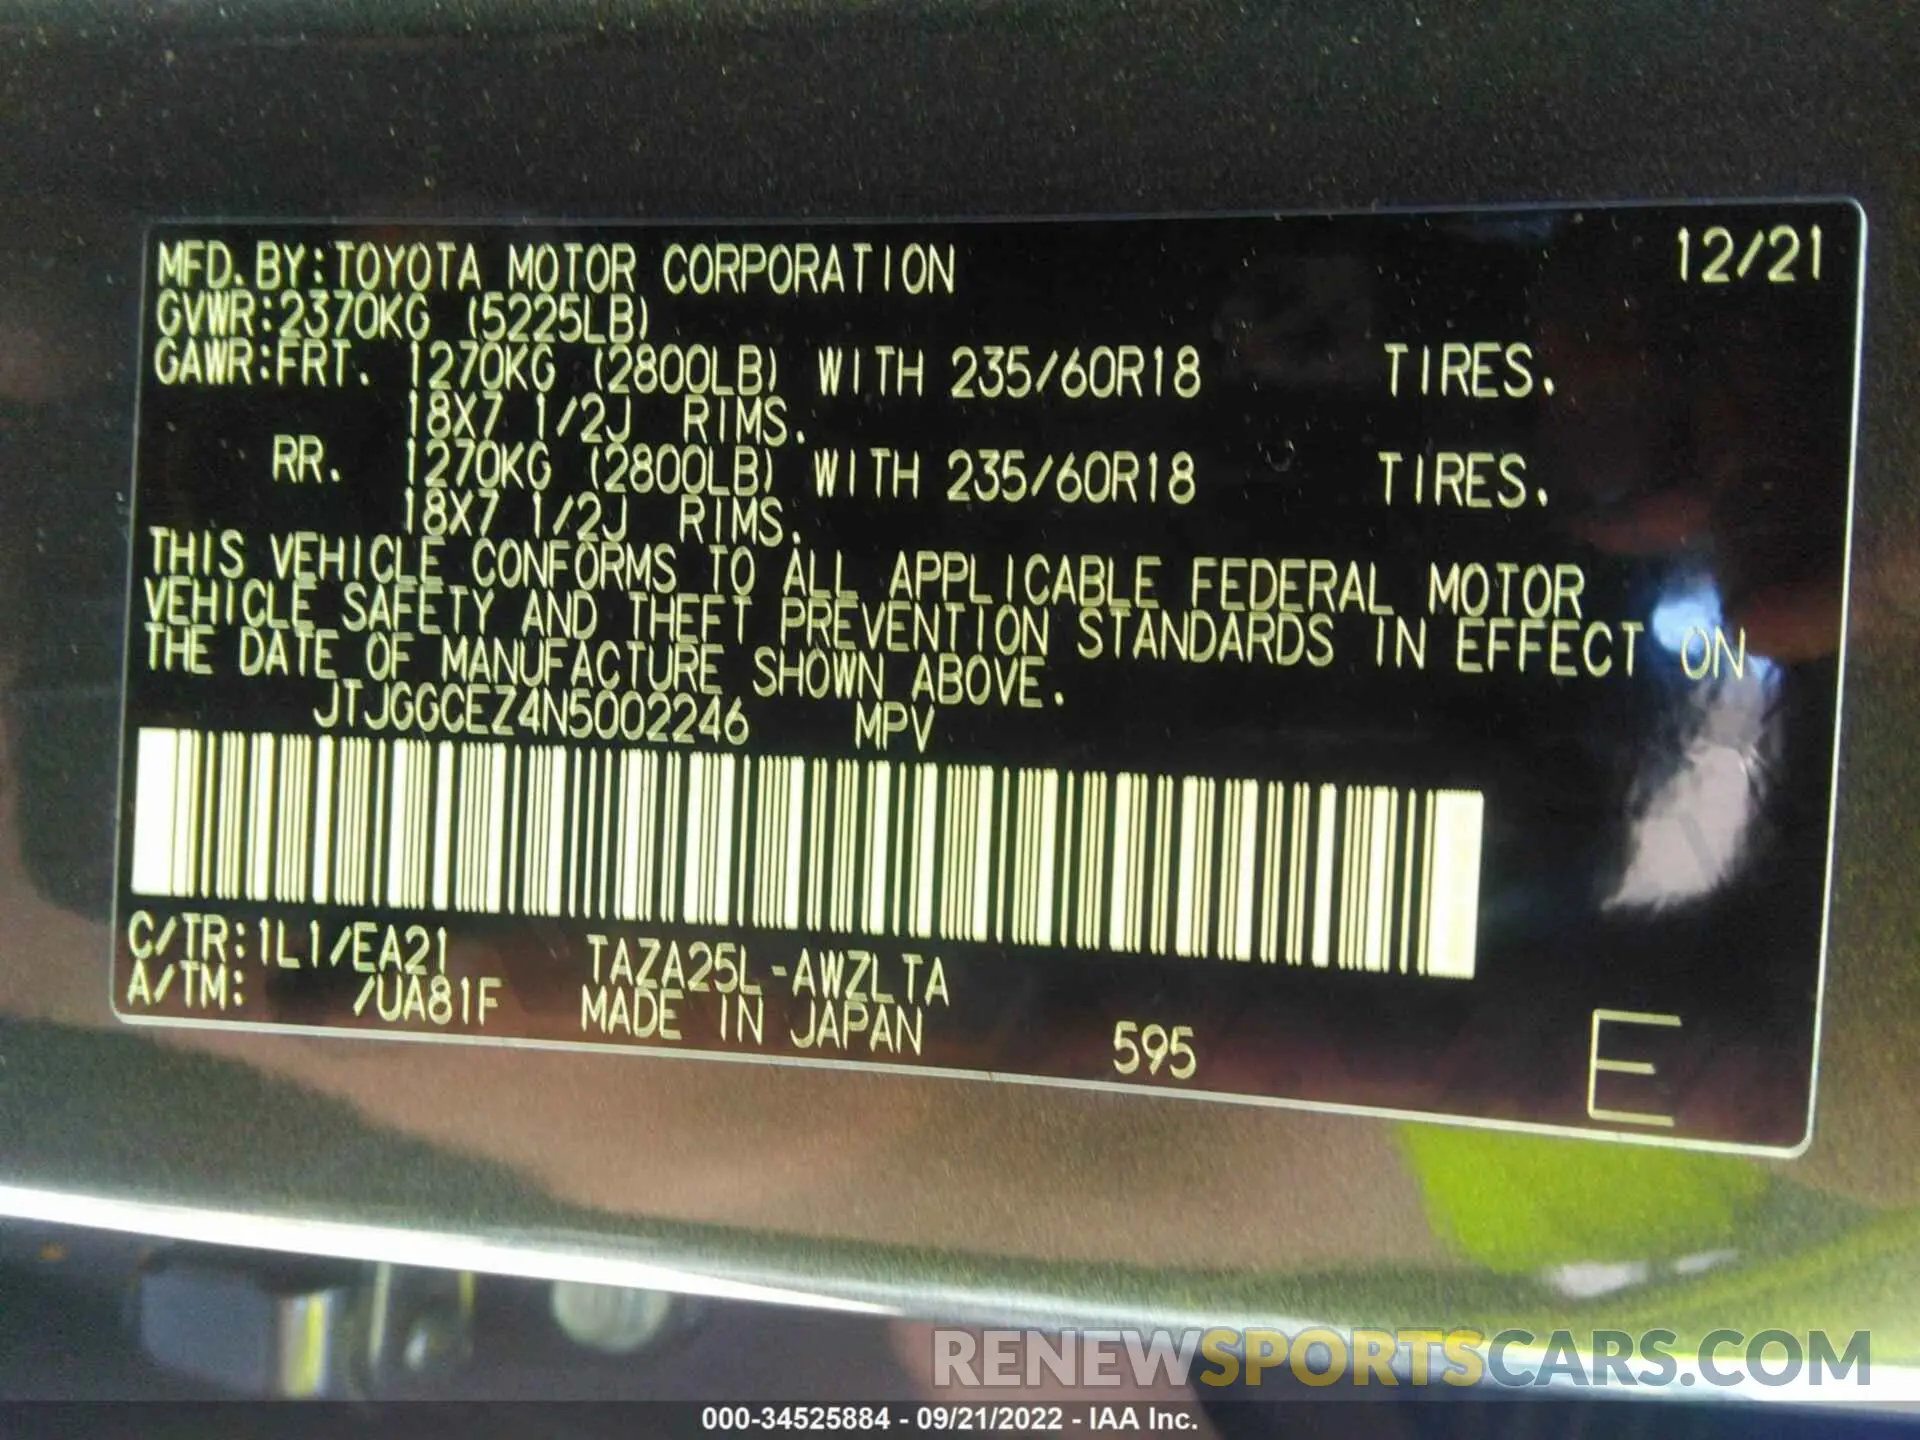 MFD.BY:TOYOTA MOTOR CORPORATION 12/21
GVWR:2370KG (5225LB)
GAWR:FRT. 1270KG (2800LB) WITH 235/60R18 TIRES.
18X7 1/2J RIMS.
RR. 1270KG (2800LB) WITH 235/60R18 TIRES.
18X7 1/2J RIMS.
THIS VEHICLE CONFORMS TO ALL APPLICABLE FEDERAL MOTOR
VEHICLE SAFETY AND THEFT PREVENTION STANDARDS IN EFFECT ON
THE DATE OF MANUFACTURE SHOWN ABOVE.
JTJGGCEZ4N5002246 MPV
C/TR:1L1/EA21 TAZA25L-AWZLTA
A/TM: /UA81F MADE IN JAPAN 595 E
RENEWSPORTSCARS.COM
000-34525884 - 09/21/2022 - IAA Inc.